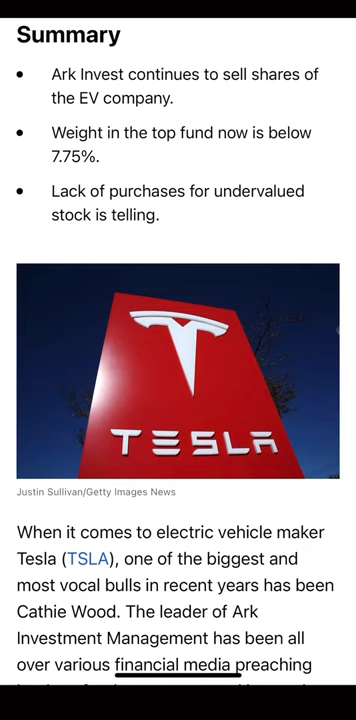 Summary
Ark Invest continues to sell shares of
the EV company.
Weight in the top fund now is below
7.75%.
Lack of purchases for undervalued
stock is telling.
T
TESLA
Justin Sullivan/Getty Images News
When it comes to electric vehicle maker
Tesla (TSLA), one of the biggest and
most vocal bulls in recent years has been
Cathie Wood. The leader of Ark
Investment Management has been all
over various financial media preaching